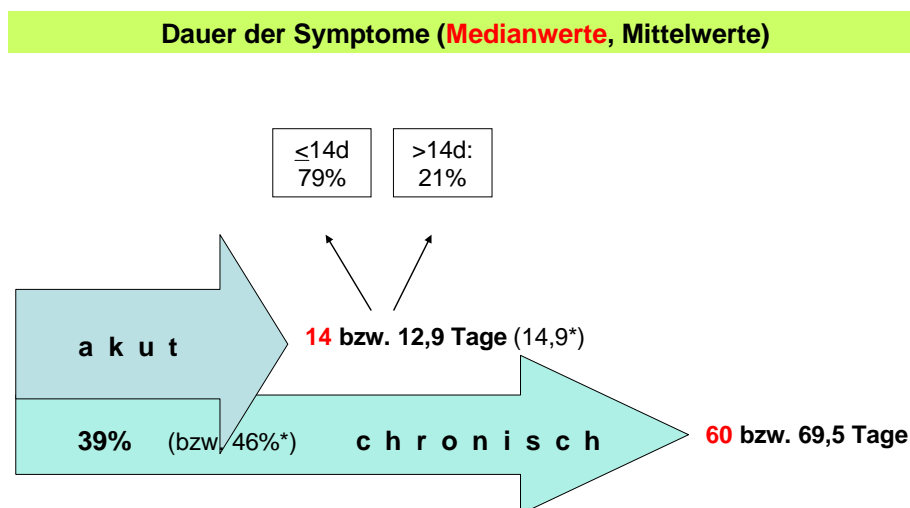 Dauer der Symptome (Medianwerte, Mittelwerte)
≤14d
79%
>14d:
21%
14 bzw. 12,9 Tage (14,9*)
a k u t
39% (bzw. 46%*) c h r o n i s c h
60 bzw. 69,5 Tage